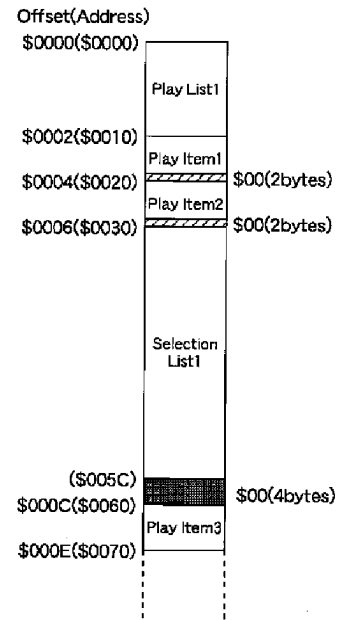 Offset(Address)
$0000($0000)
Play List1
$0002($0010)
Play Item1
$0004($0020)
$00(2bytes)
Play Item2
$0006($0030)
$00(2bytes)
Selection
List1
($005C)
$000C($0060)
$00(4bytes)
Play Item3
$000E($0070)